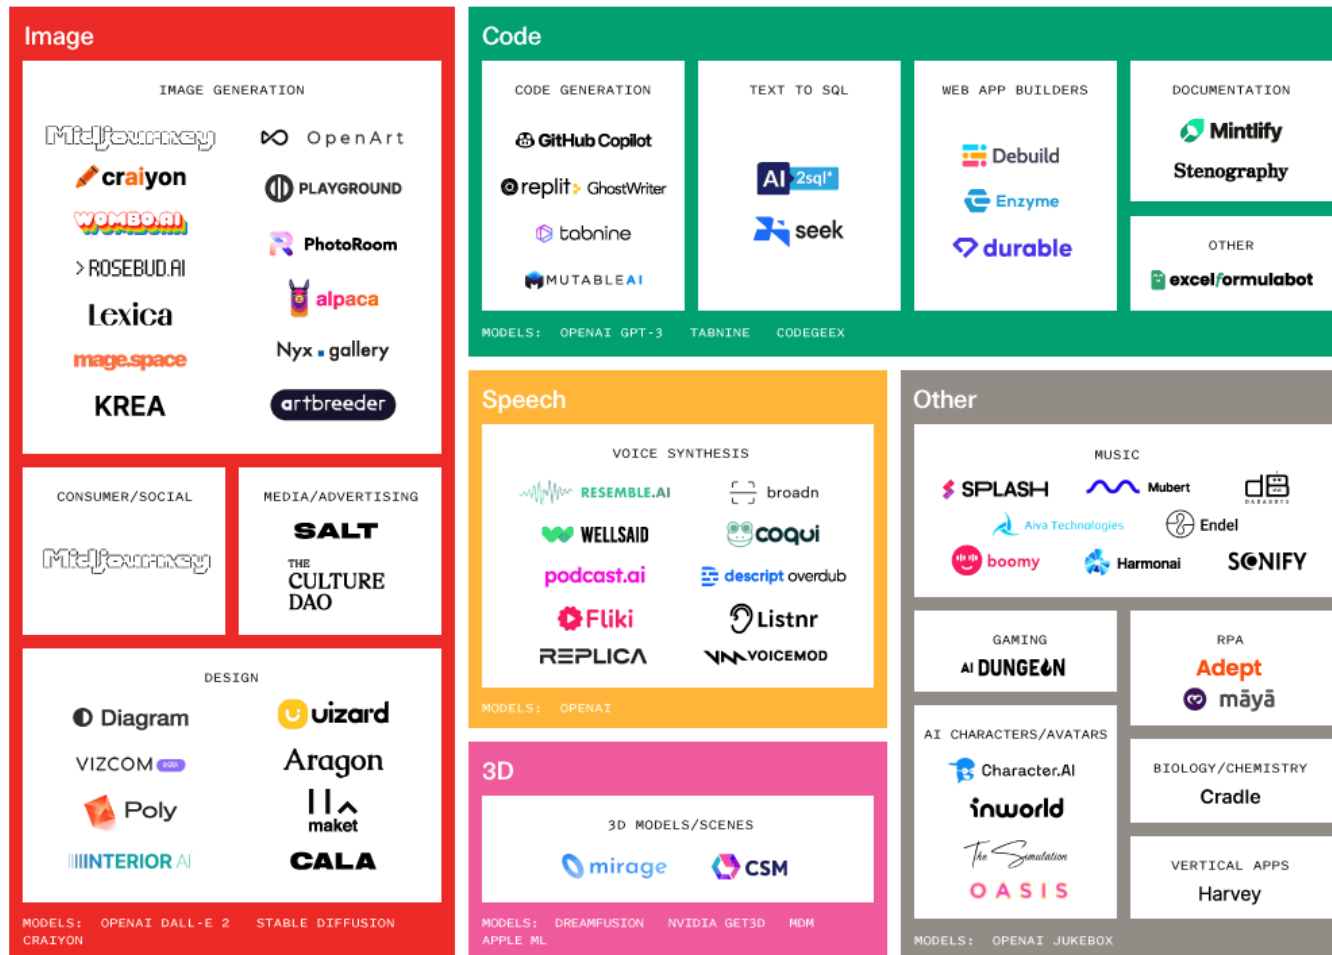 Image
IMAGE GENERATION
Midjourney
craiyon
WOMBO.AI
>ROSEBUD.AI
Lexica
mage.space
KREA
OpenArt
PLAYGROUND
PhotoRoom
alpaca
Nyx.gallery
artbreeder
CONSUMER/SOCIAL
Midjourney
MEDIA/ADVERTISING
SALT
THE
CULTURE
DAO
DESIGN
Diagram
VIZCOM
Poly
INTERIOR AI
uizard
Aragon
maket
CALA
MODELS: OPENAI DALL-E 2 STABLE DIFFUSION
CRAIYON
Code
CODE GENERATION
GitHub Copilot
replit GhostWriter
tabnine
MUTABLEAI
TEXT TO SQL
AI 2sql*
seek
WEB APP BUILDERS
Debuild
Enzyme
durable
DOCUMENTATION
Mintlify
Stenography
OTHER
excelformulabot
MODELS: OPENAI GPT-3 TABNINE CODEGEEX
Speech
VOICE SYNTHESIS
RESEMBLE.AI
WELLSAID
podcast.ai
Fliki
REPLICA
broadn
coqui
descript overdub
Listnr
VOICEMOD
MODELS: OPENAI
3D
3D MODELS/SCENES
mirage
CSM
MODELS: DREAMFUSION NVIDIA GET3D MDM
APPLE ML
Other
MUSIC
SPLASH Mubert dB
DADABOTS
Aiva Technologies Endel
boomy Harmonai SONIFY
GAMING
AI DUNGEON
RPA
Adept
māyā
AI CHARACTERS/AVATARS
Character.AI
inworld
The Simulation
OASIS
BIOLOGY/CHEMISTRY
Cradle
VERTICAL APPS
Harvey
MODELS: OPENAI JUKEBOX